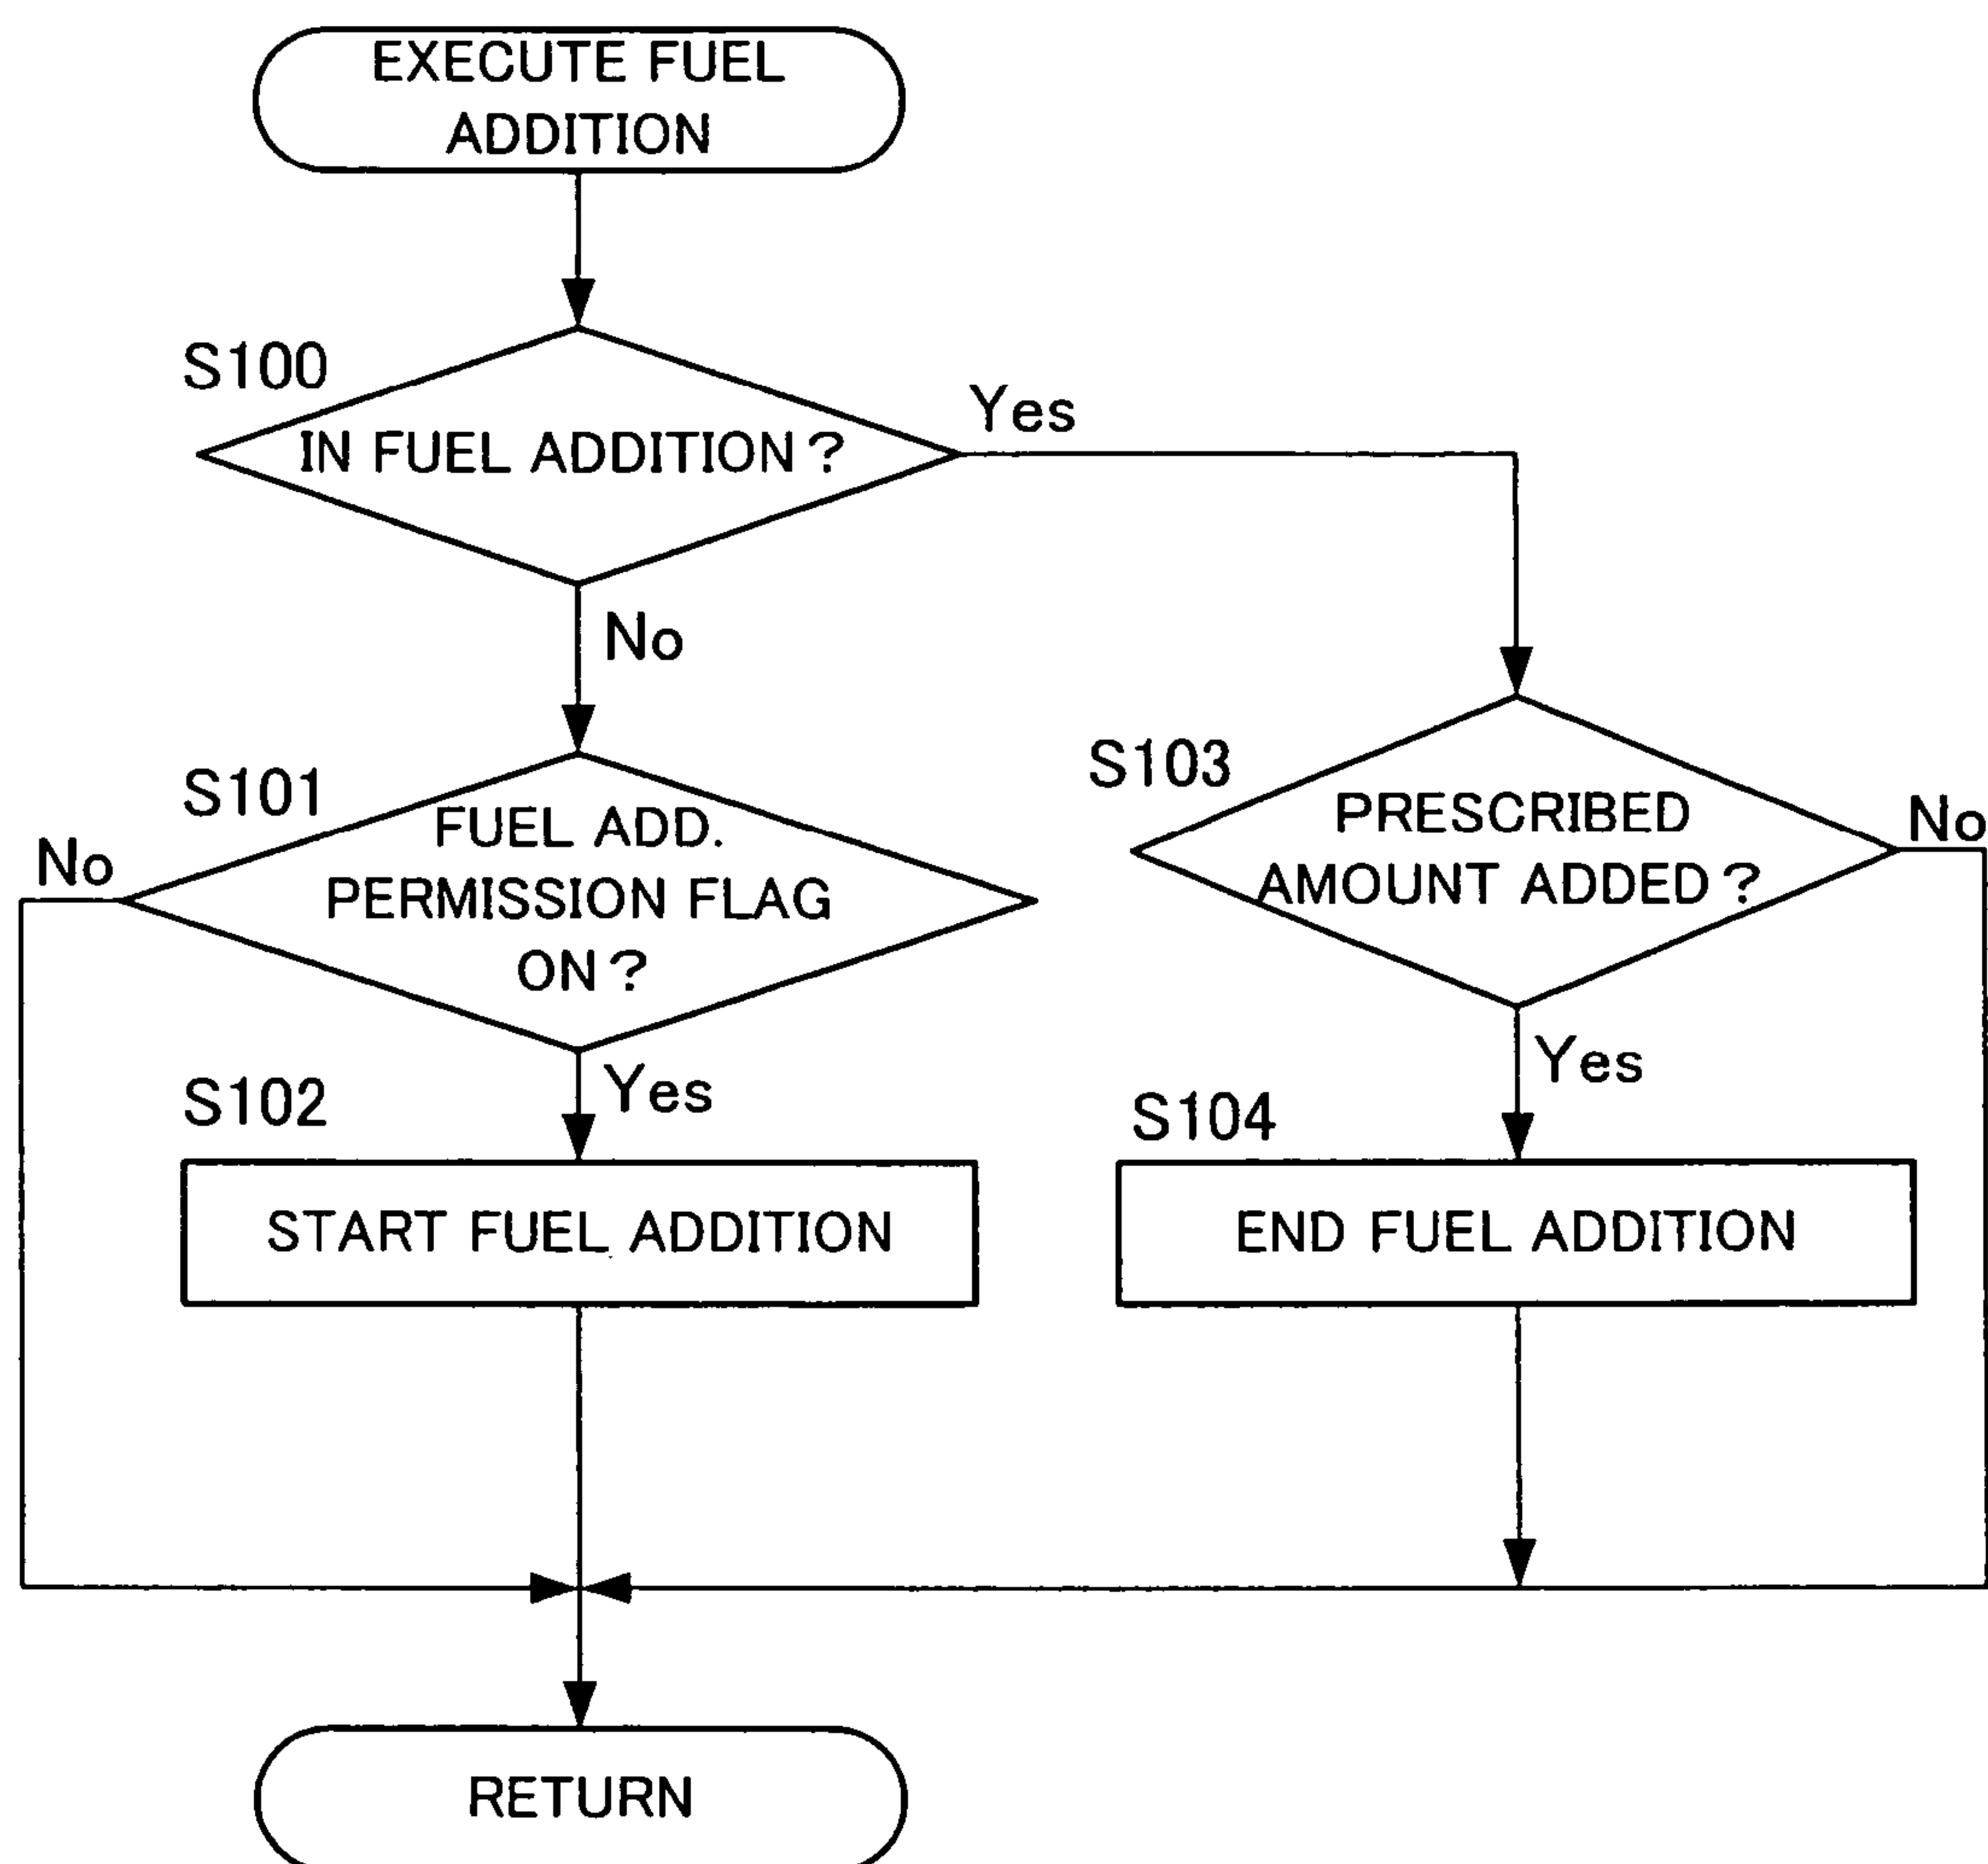 EXECUTE FUEL
ADDITION
S100
IN FUEL ADDITION?
Yes
No
S101
FUEL ADD.
PERMISSION FLAG
ON?
No
Yes
S102
START FUEL ADDITION
S103
PRESCRIBED
AMOUNT ADDED?
No
Yes
S104
END FUEL ADDITION
RETURN